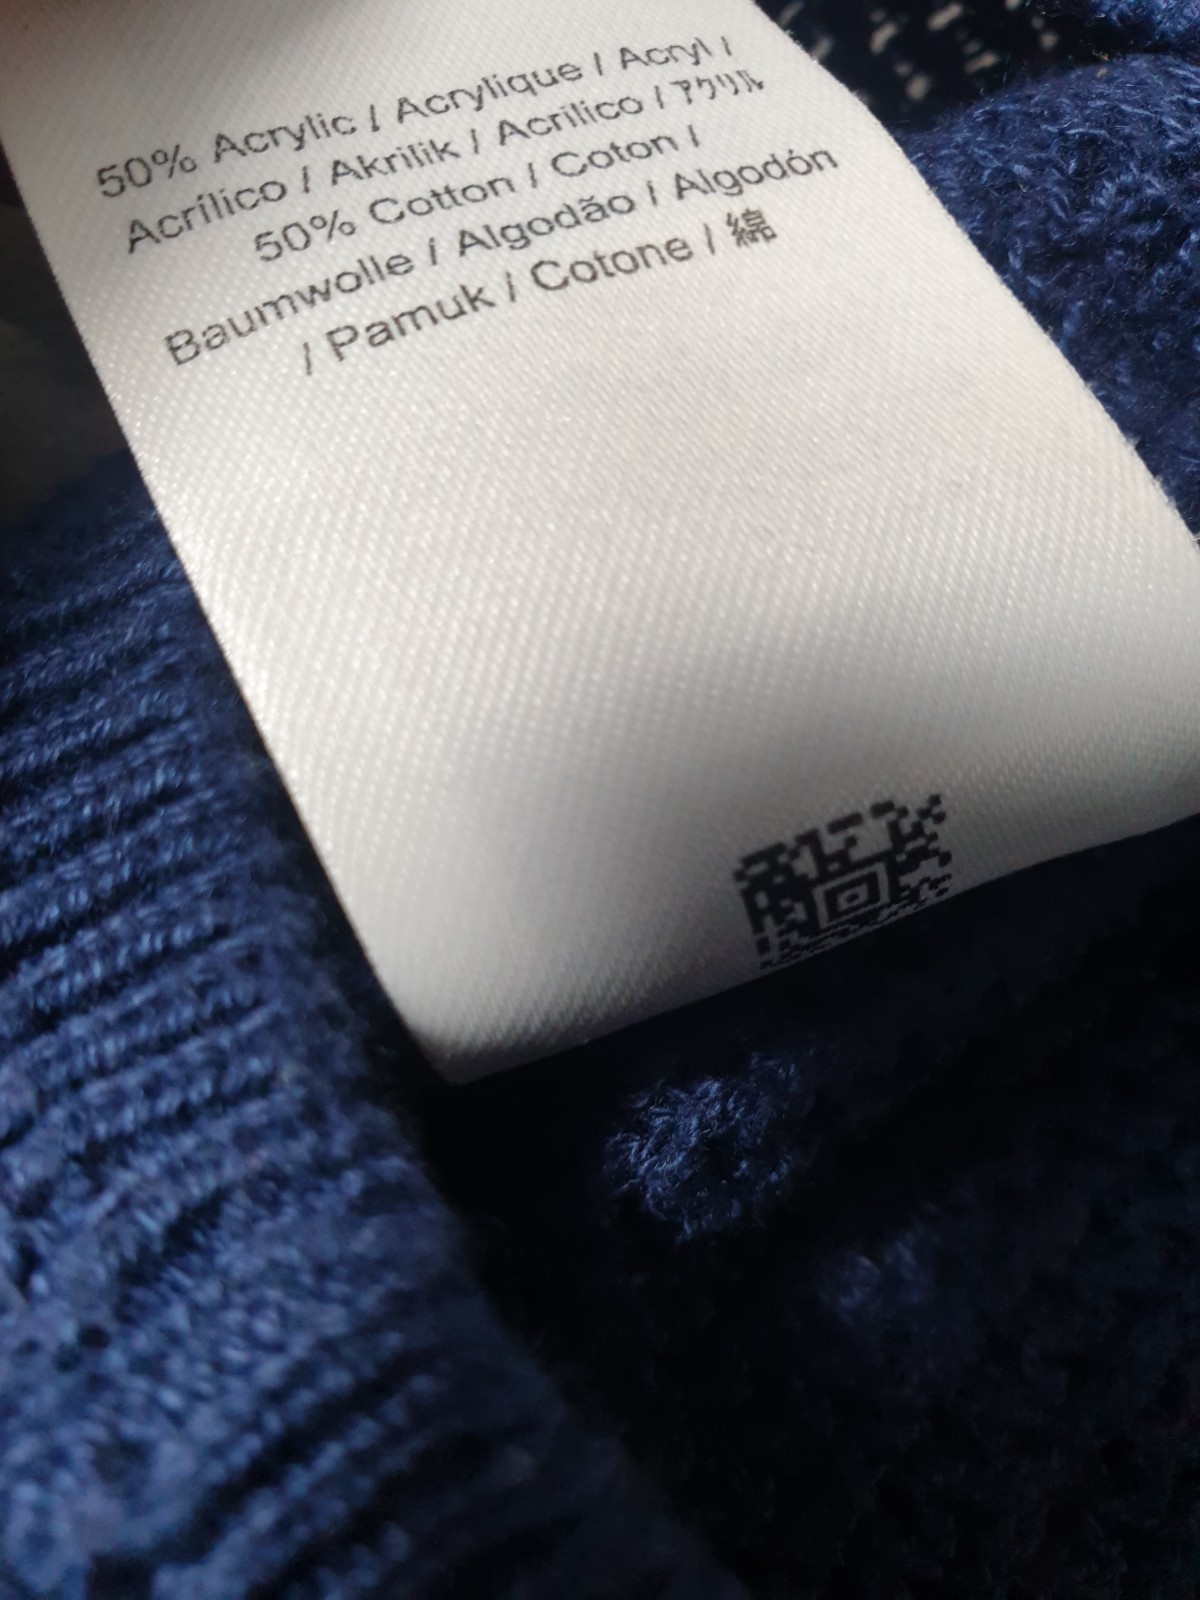 50% Acrylic / Acrylique / Acryl /
Acrílico / Akrilik / Acrilico / アクリル
50% Cotton / Coton /
Baumwolle / Algodão / Algodón
/ Pamuk / Cotone / 綿